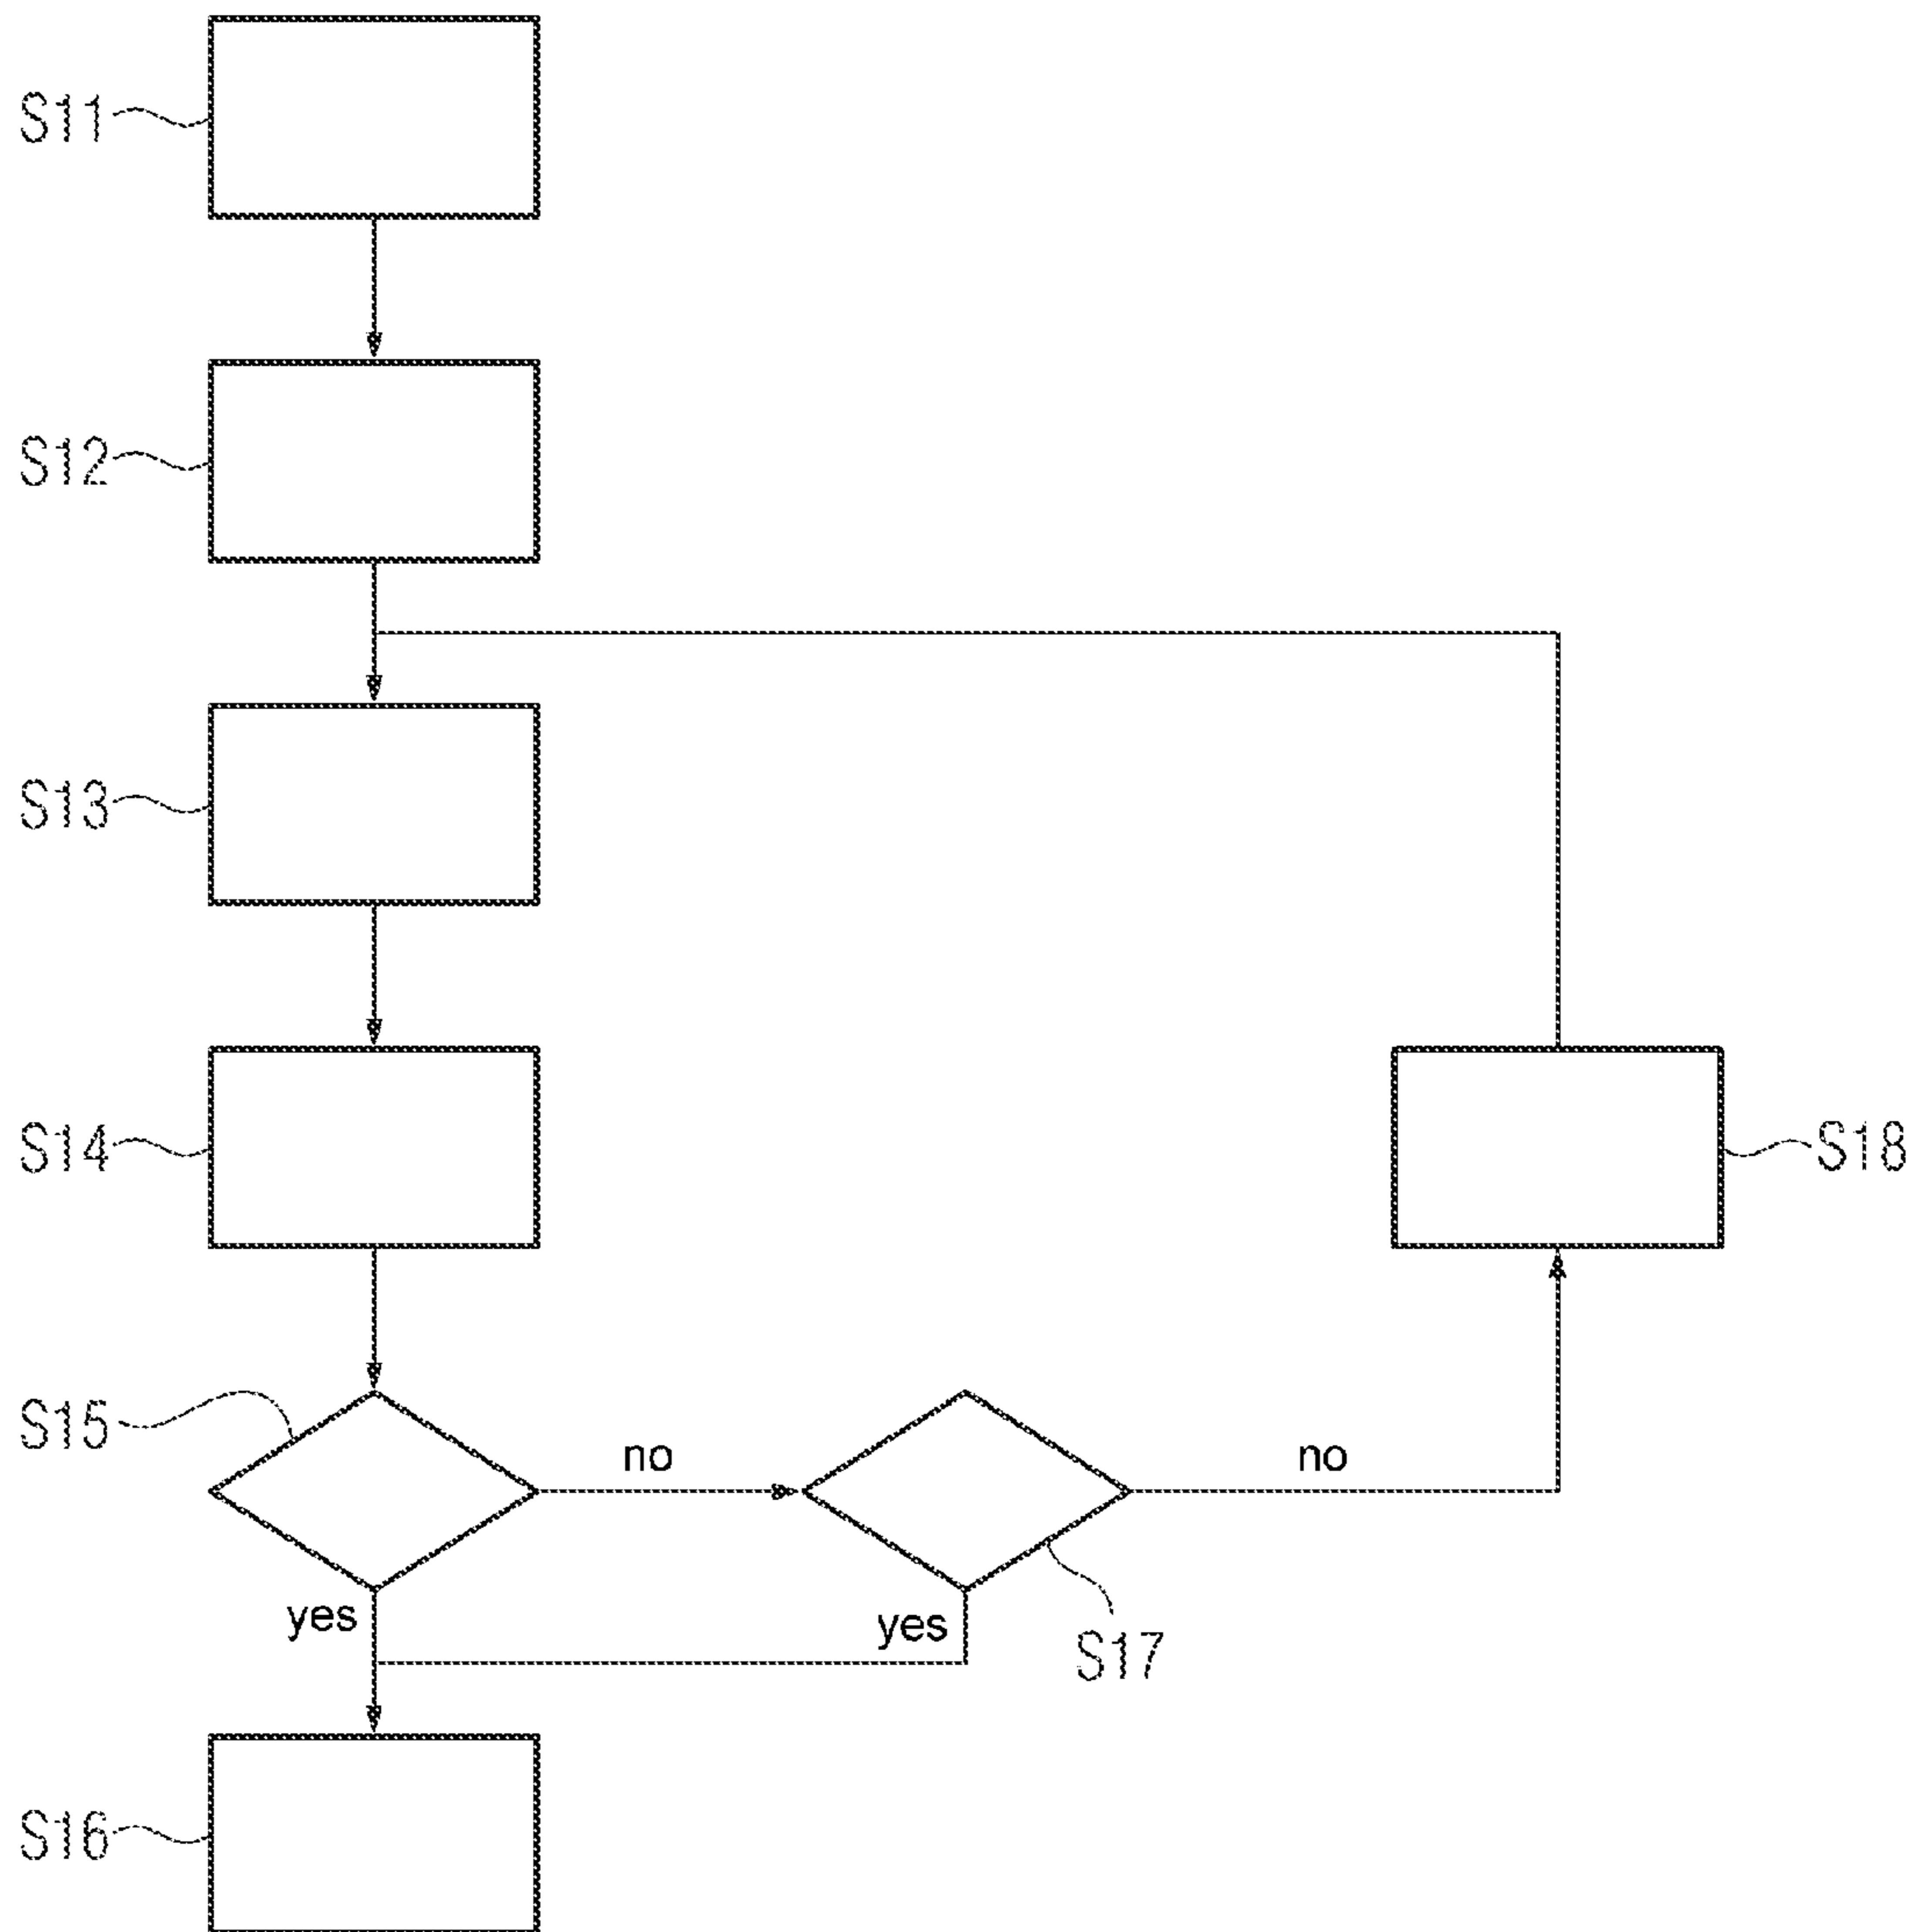 S11
S12
S13
S14
S18
S15
no
no
yes
yes
S17
S16